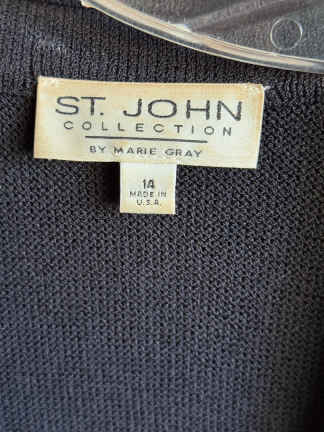 ST. JOHN
COLLECTION
BY MARIE GRAY
14
MADE IN
U.S.A.